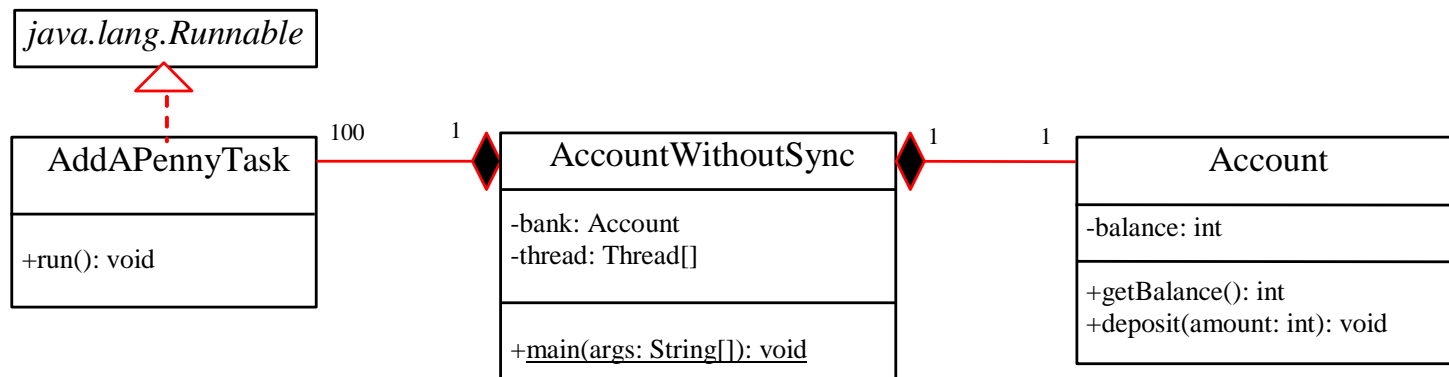 java.lang.Runnable
AddAPennyTask
+run(): void
100
1
AccountWithoutSync
-bank: Account
-thread: Thread[]
+main(args: String[]): void
1
1
Account
-balance: int
+getBalance(): int
+deposit(amount: int): void